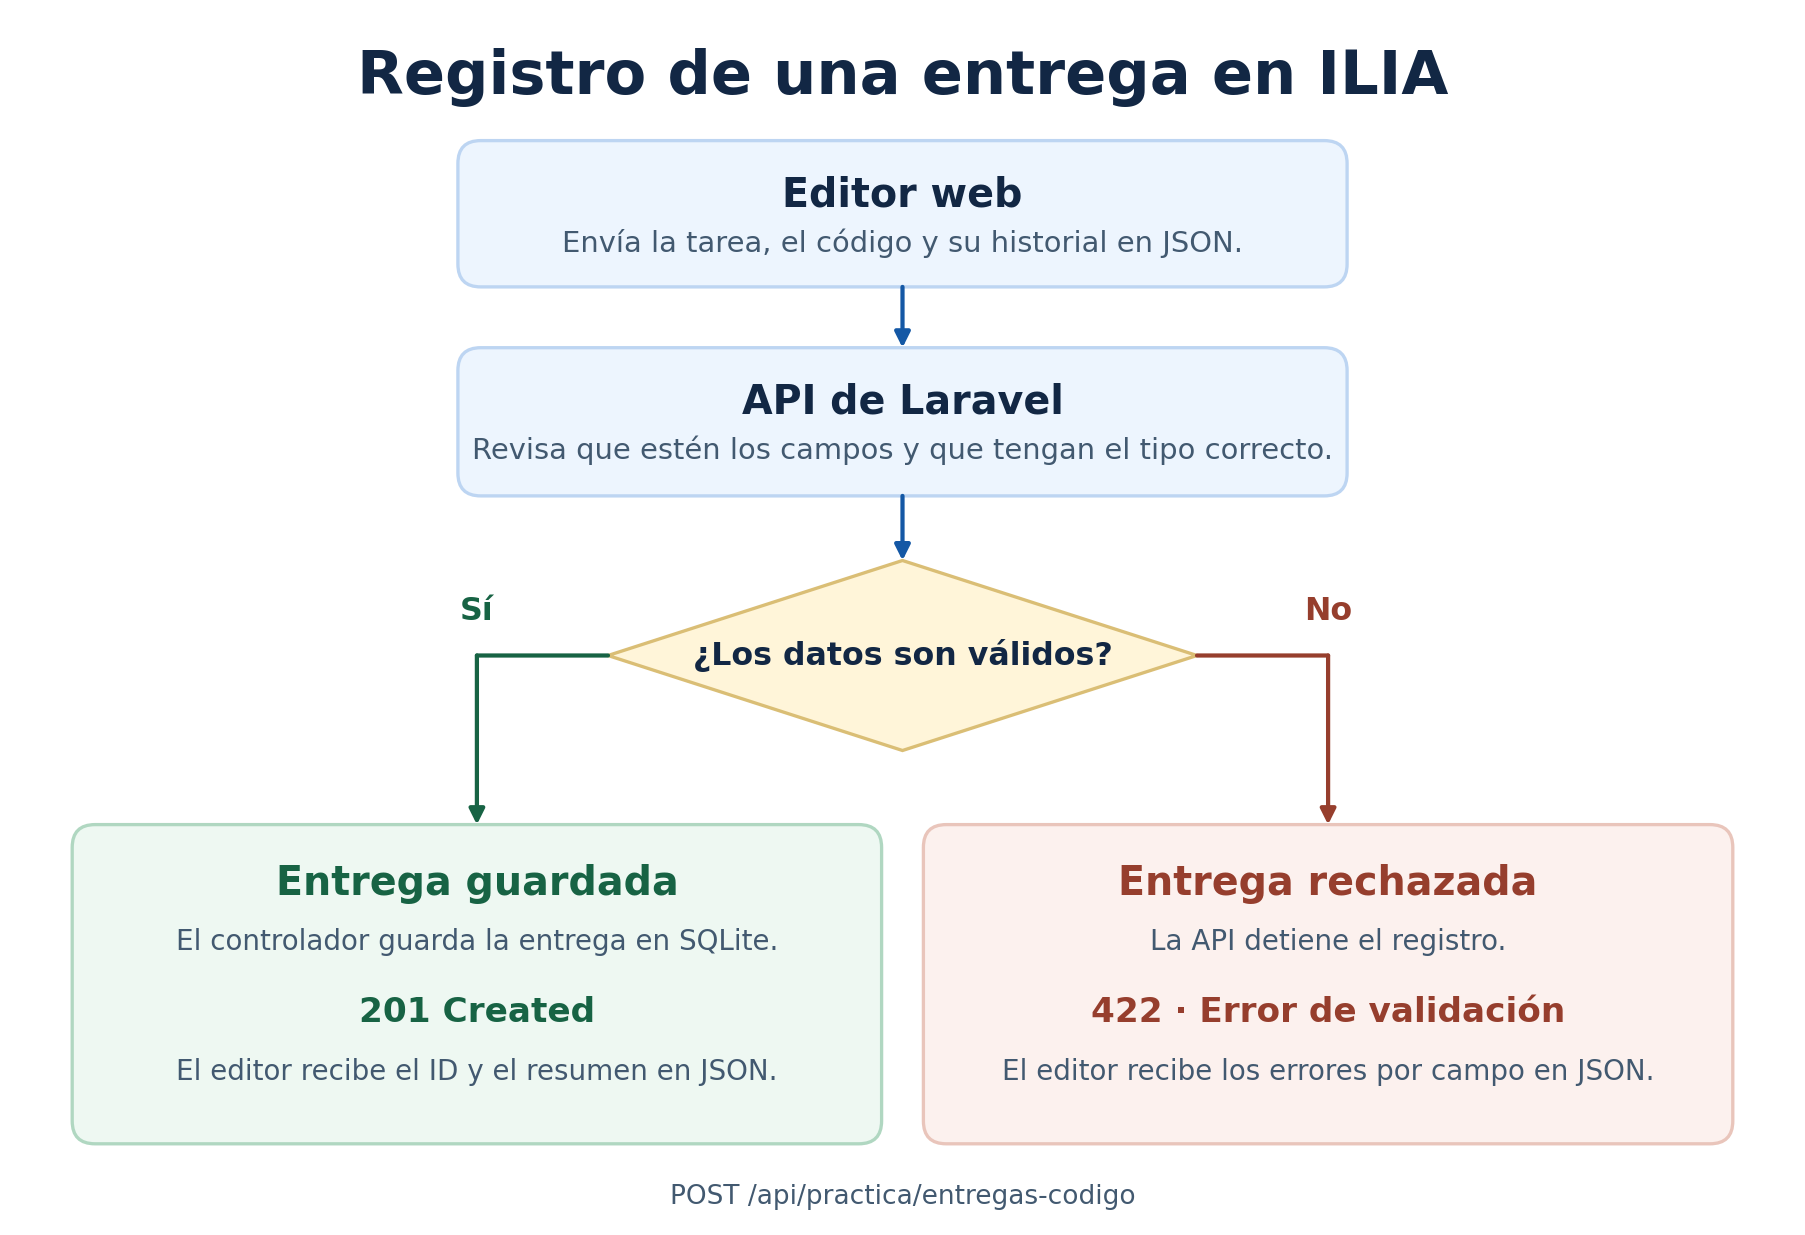 Registro de una entrega en ILIA
Editor web
Envía la tarea, el código y su historial en JSON.
API de Laravel
Revisa que estén los campos y que tengan el tipo correcto.
Sí
No
¿Los datos son válidos?
Entrega guardada
El controlador guarda la entrega en SQLite.
201 Created
El editor recibe el ID y el resumen en JSON.
Entrega rechazada
La API detiene el registro.
422 · Error de validación
El editor recibe los errores por campo en JSON.
POST /api/practica/entregas-codigo